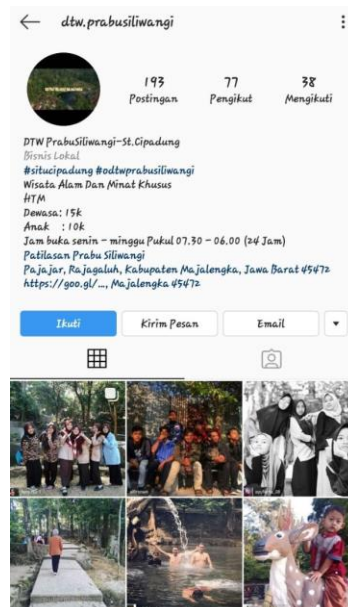 dtw.prabusiliwangi
193 77 38
Postingan Pengikut Mengikuti
DTW PrabuSiliwangi-St.Cipadung
Bisnis Lokal
#situcipadung #odtwprabusiliwangi
Wisata Alam Dan Minat Khusus
HTM
Dewasa: 15k
Anak : 10k
Jam buka senin - minggu Pukul 07.30 - 06.00 (24 Jam)
Patilasan Prabu Siliwangi
Pajajar, Rajagaluh, Kabupaten Majalengka, Jawa Barat 45472
https://goo.gl/..., Majalengka 45472
Ikuti Kirim Pesan Email